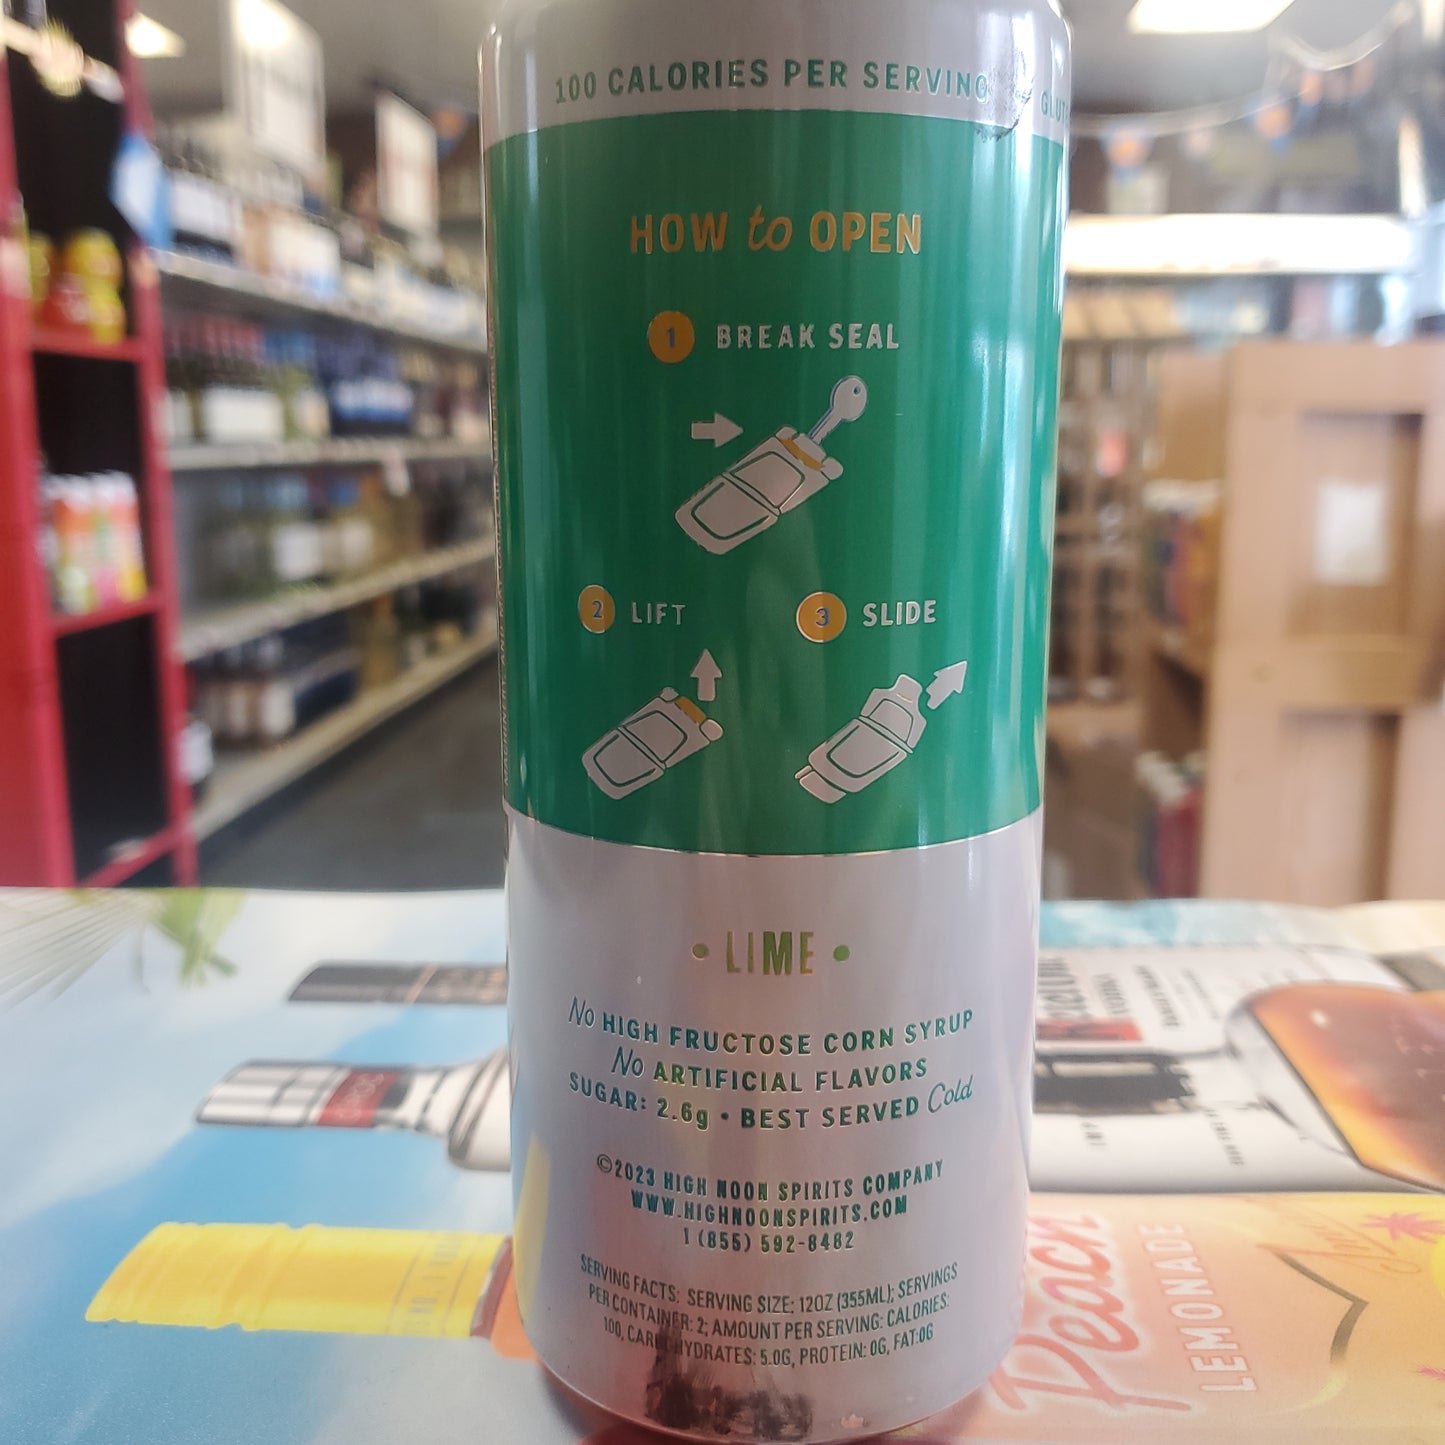 100 CALORIES PER SERVING
HOW to OPEN
1 BREAK SEAL
2 LIFT
3 SLIDE
• LIME •
No HIGH FRUCTOSE CORN SYRUP
No ARTIFICIAL FLAVORS
SUGAR: 2.6g • BEST SERVED Cold
©2023 HIGH NOON SPIRITS COMPANY
WWW.HIGHNOONSPIRITS.COM
1 (855) 592-8482
SERVING FACTS: SERVING SIZE: 12OZ (355ML); SERVINGS
PER CONTAINER: 2; AMOUNT PER SERVING: CALORIES:
100, CARBOHYDRATES: 5.0G, PROTEIN: 0G, FAT:0G
Peach
LEMONADE